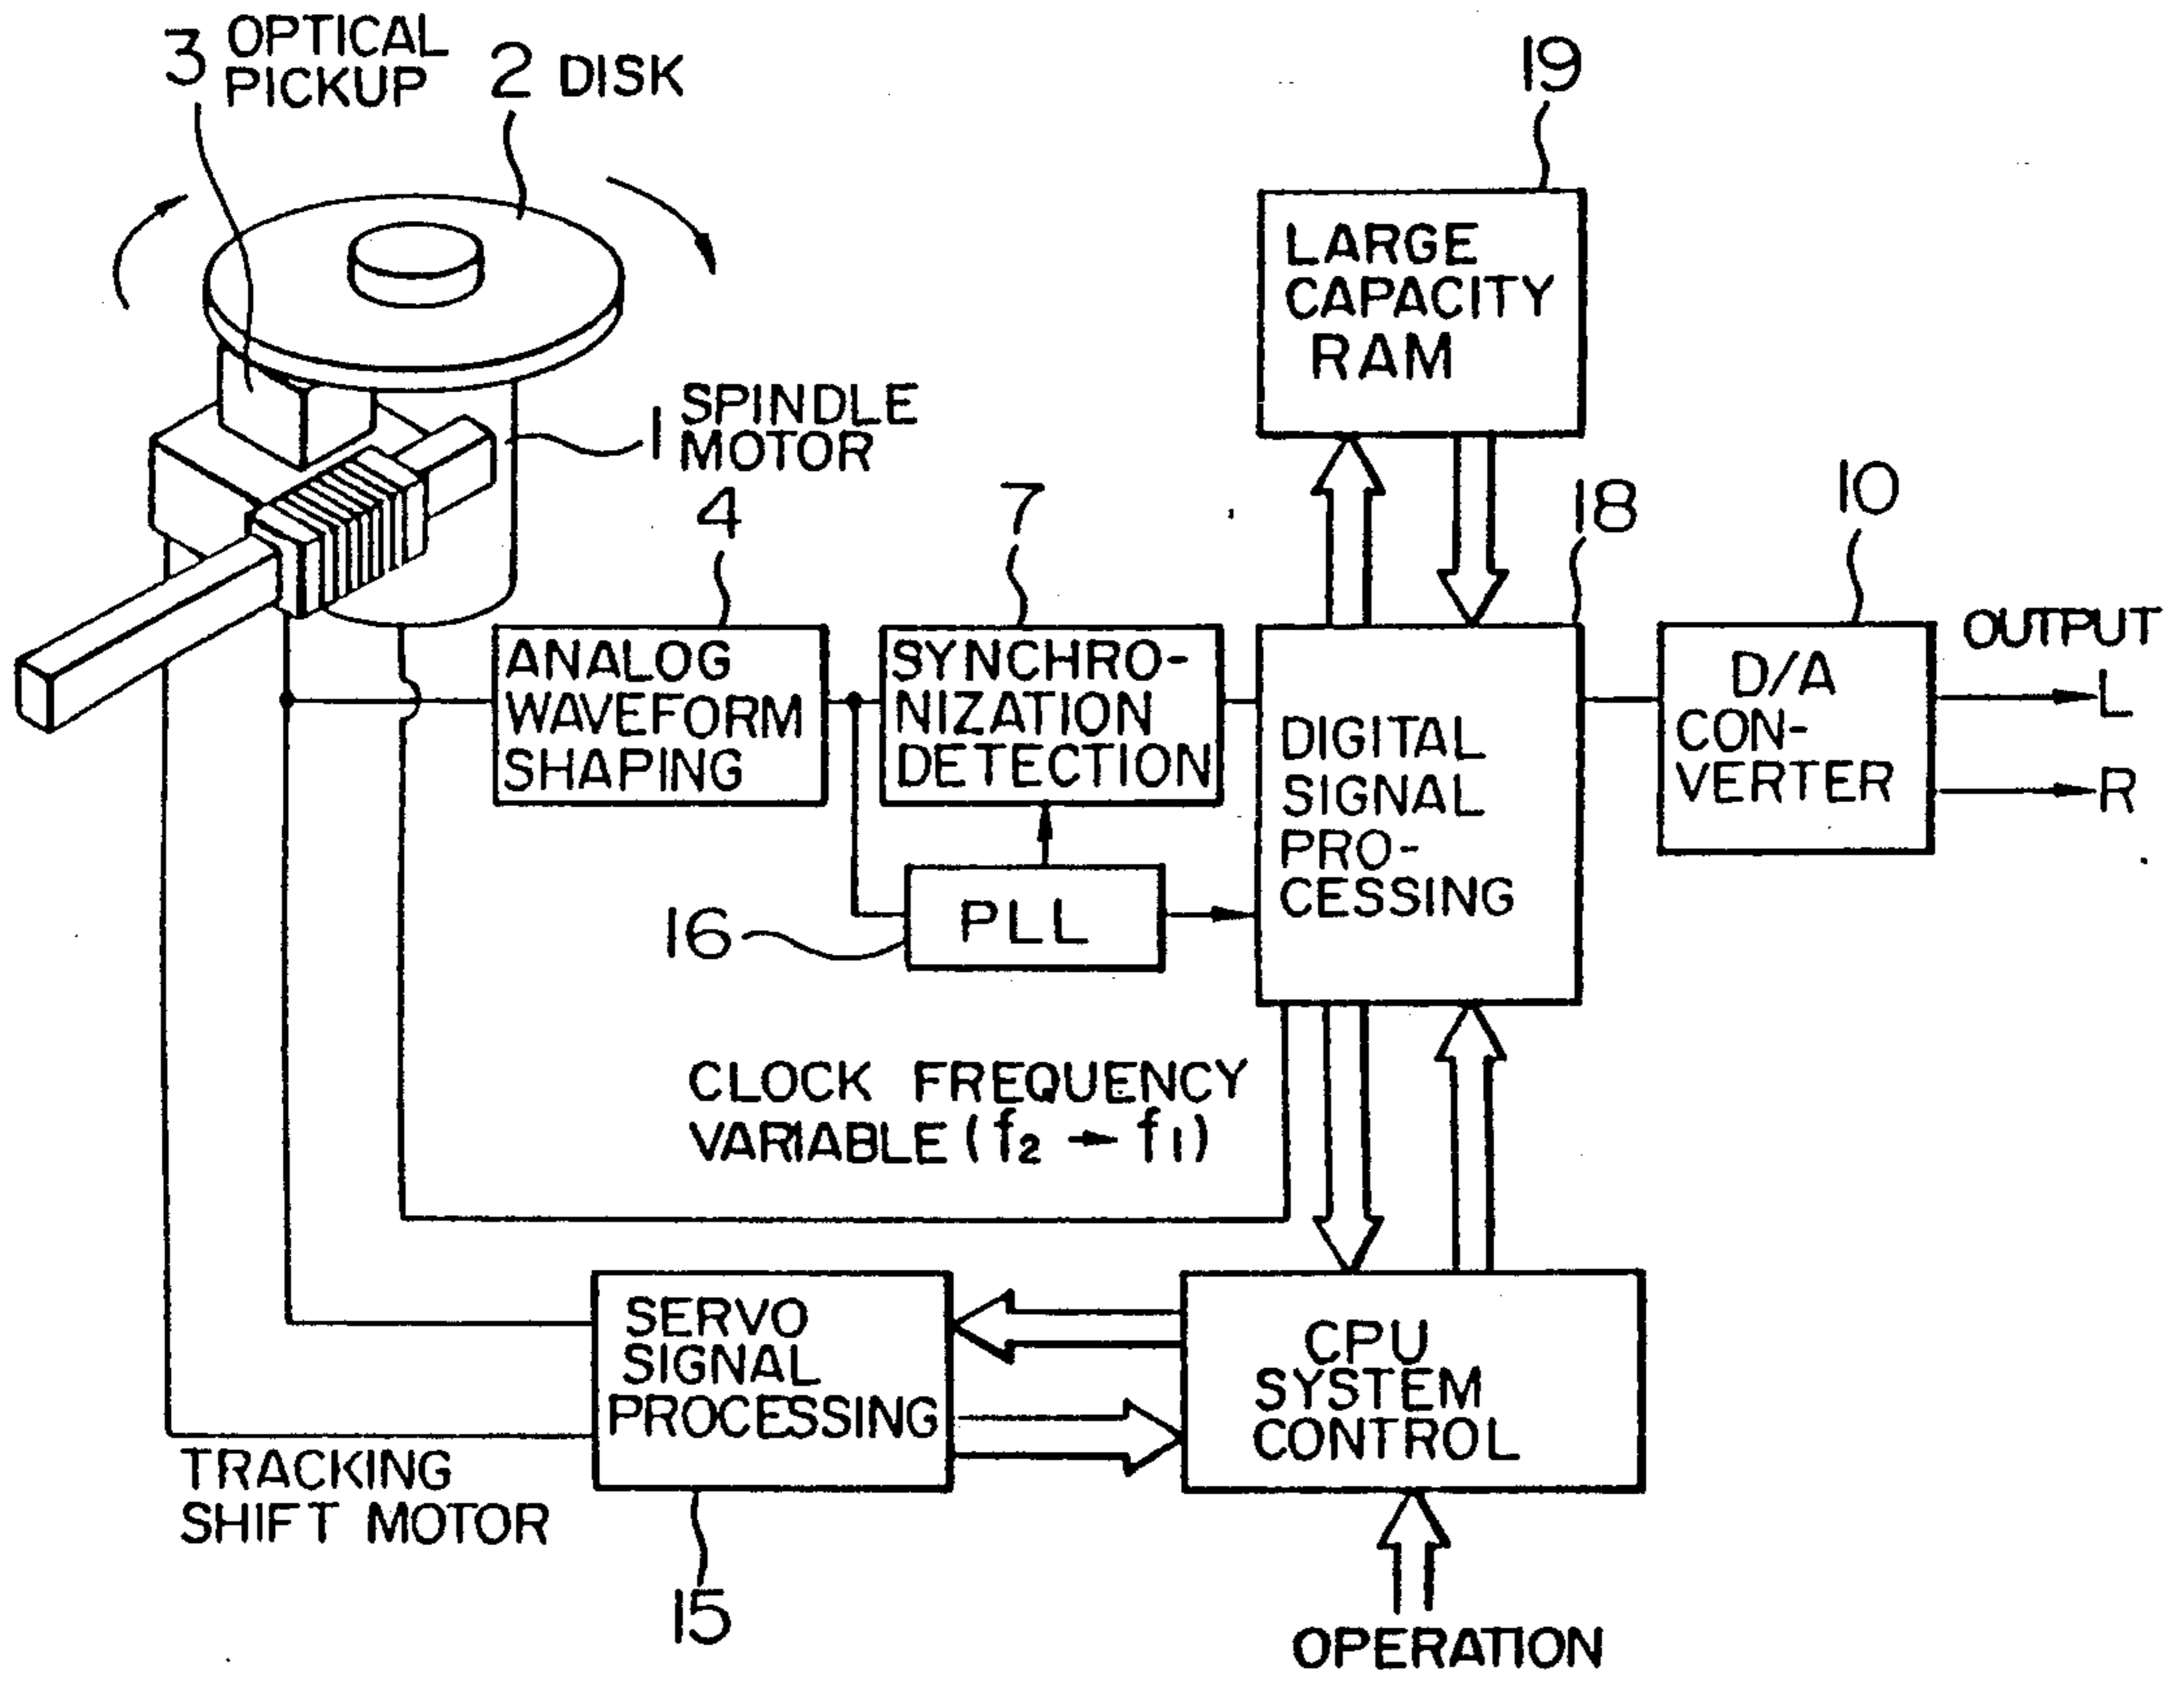 3 OPTICAL
PICKUP
2 DISK
19
LARGE
CAPACITY
RAM
1 SPINDLE
MOTOR
4
7
18
10
ANALOG
WAVEFORM
SHAPING
SYNCHRO-
NIZATION
DETECTION
DIGITAL
SIGNAL
PRO-
CESSING
D/A
CON-
VERTER
OUTPUT
L
R
16
PLL
CLOCK FREQUENCY
VARIABLE (f2 → f1)
SERVO
SIGNAL
PROCESSING
CPU
SYSTEM
CONTROL
TRACKING
SHIFT MOTOR
15
OPERATION